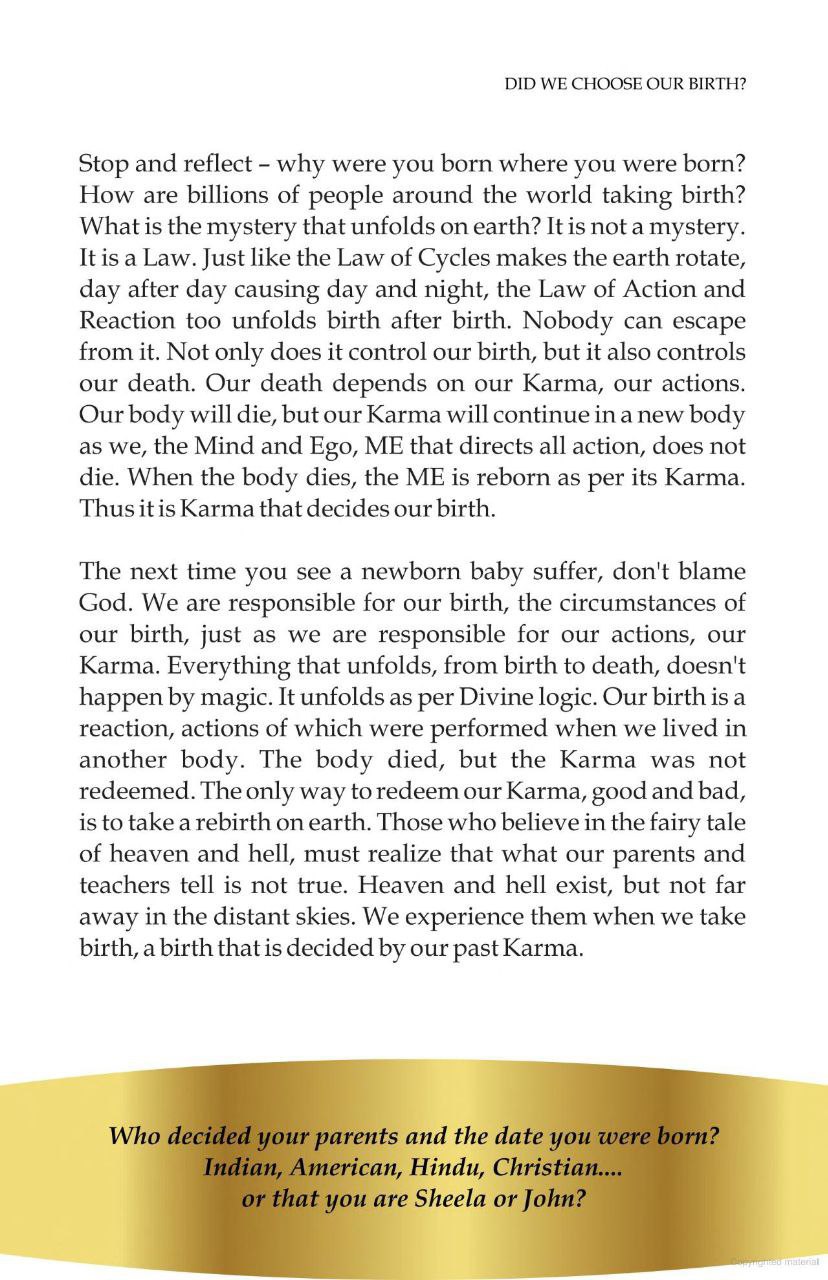 DID WE CHOOSE OUR BIRTH?
Stop and reflect – why were you born where you were born?
How are billions of people around the world taking birth?
What is the mystery that unfolds on earth? It is not a mystery.
It is a Law. Just like the Law of Cycles makes the earth rotate,
day after day causing day and night, the Law of Action and
Reaction too unfolds birth after birth. Nobody can escape
from it. Not only does it control our birth, but it also controls
our death. Our death depends on our Karma, our actions.
Our body will die, but our Karma will continue in a new body
as we, the Mind and Ego, ME that directs all action, does not
die. When the body dies, the ME is reborn as per its Karma.
Thus it is Karma that decides our birth.
The next time you see a newborn baby suffer, don't blame
God. We are responsible for our birth, the circumstances of
our birth, just as we are responsible for our actions, our
Karma. Everything that unfolds, from birth to death, doesn't
happen by magic. It unfolds as per Divine logic. Our birth is a
reaction, actions of which were performed when we lived in
another body. The body died, but the Karma was not
redeemed. The only way to redeem our Karma, good and bad,
is to take a rebirth on earth. Those who believe in the fairy tale
of heaven and hell, must realize that what our parents and
teachers tell is not true. Heaven and hell exist, but not far
away in the distant skies. We experience them when we take
birth, a birth that is decided by our past Karma.
Who decided your parents and the date you were born?
Indian, American, Hindu, Christian....
or that you are Sheela or John?
Copyrighted material